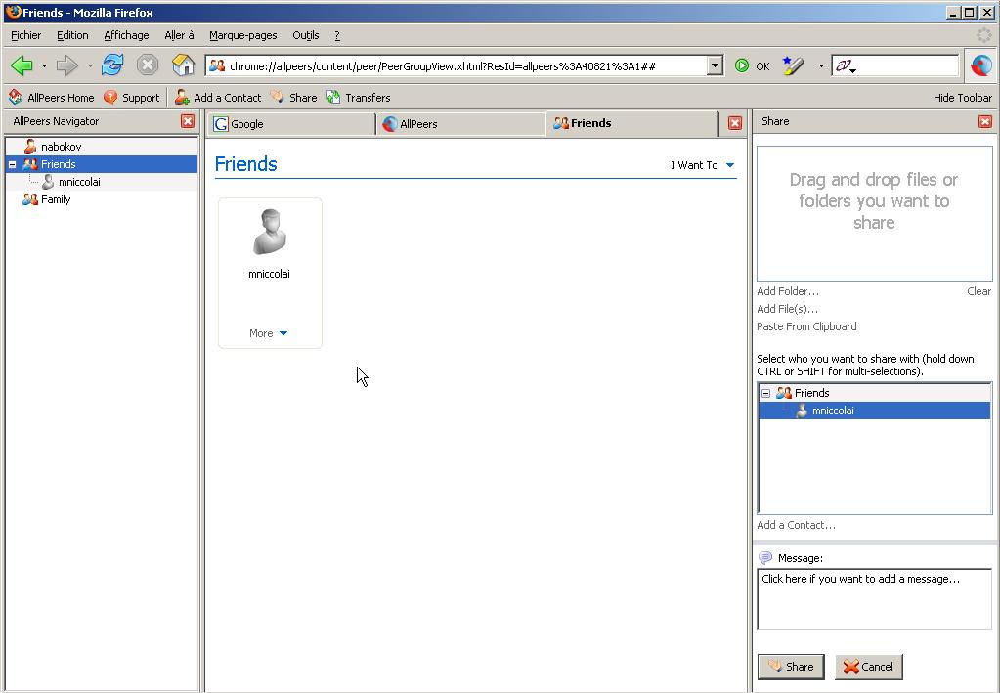 Friends - Mozilla Firefox
Fichier Edition Affichage Aller à Marque-pages Outils ?
chrome://allpeers/content/peer/PeerGroupView.xhtml?ResId=allpeers%3A40821%3A1## OK
AllPeers Home Support Add a Contact Share Transfers Hide Toolbar
AllPeers Navigator
nabokov
Friends
mniccolai
Family
Google AllPeers Friends
Friends I Want To
mniccolai
More
Share
Drag and drop files or
folders you want to
share
Add Folder... Clear
Add File(s)...
Paste From Clipboard
Select who you want to share with (hold down
CTRL or SHIFT for multi-selections).
Friends
mniccolai
Add a Contact...
Message:
Click here if you want to add a message...
Share Cancel